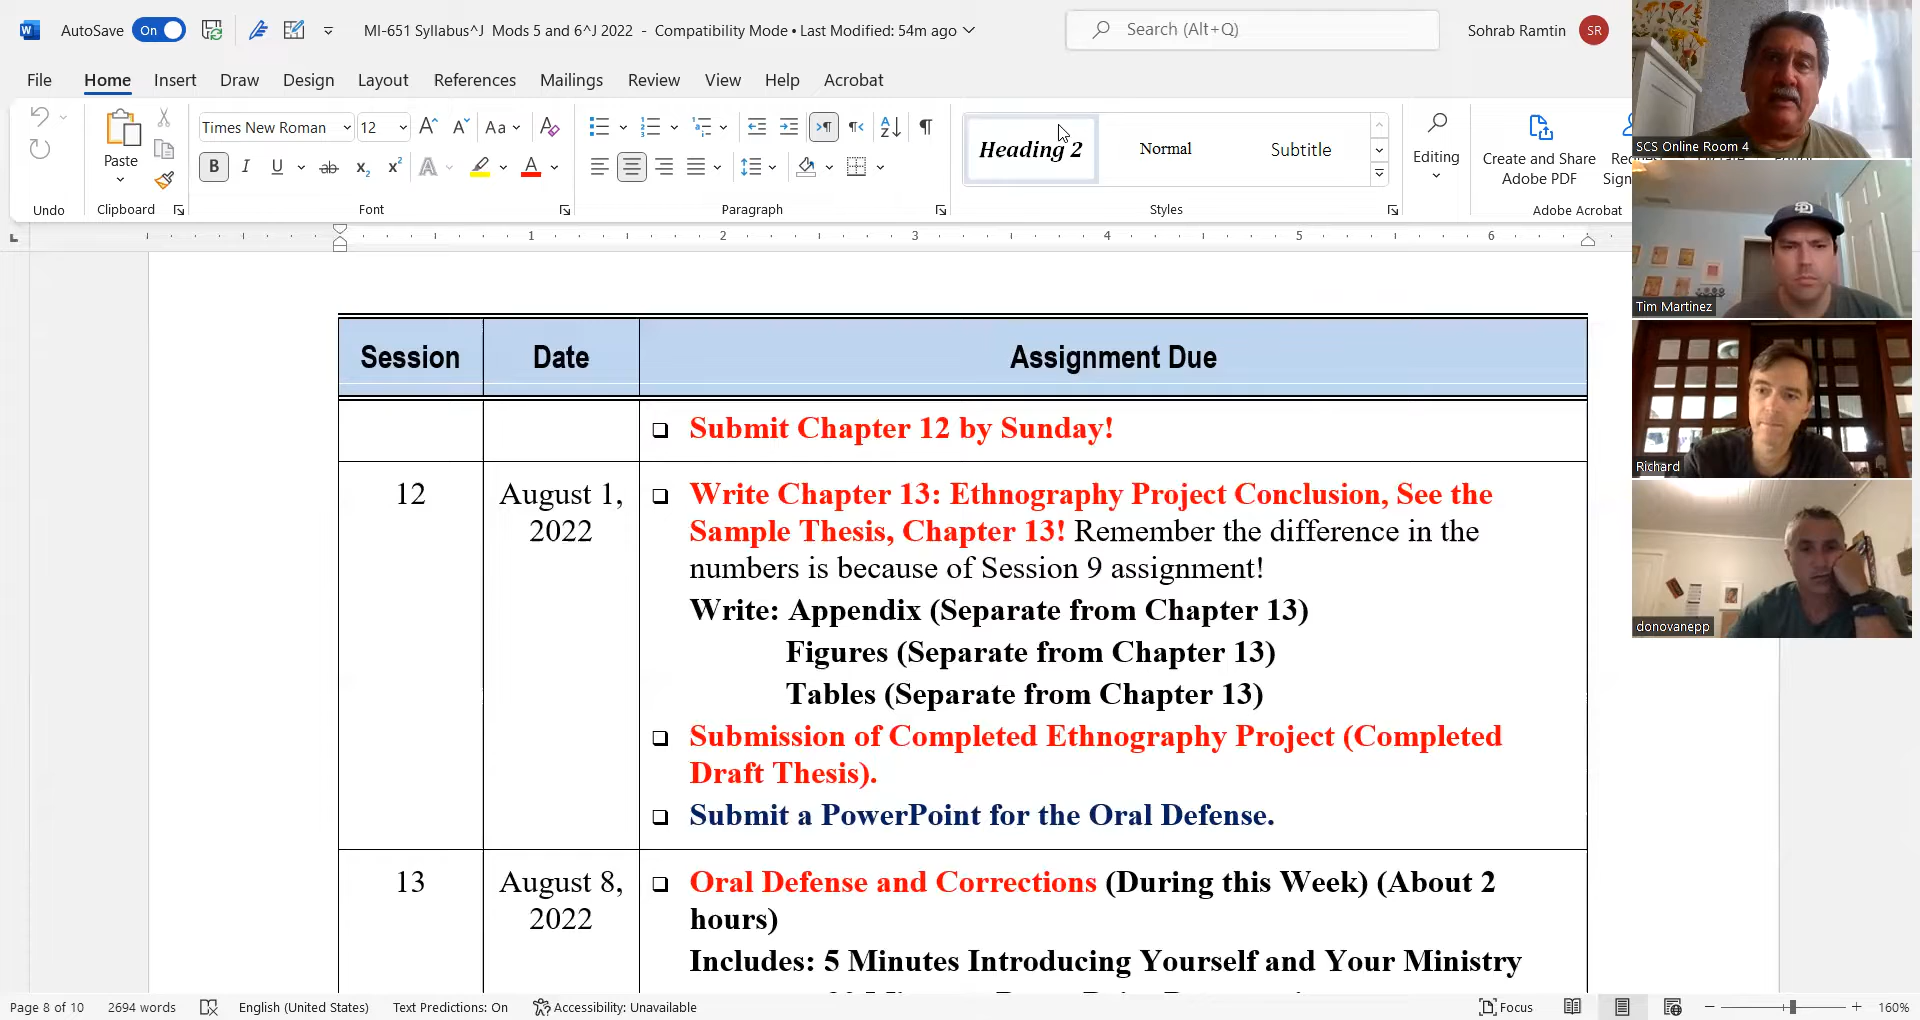 AutoSave On
MI-651 Syllabus^J Mods 5 and 6^J 2022 - Compatibility Mode • Last Modified: 54m ago
Search (Alt+Q)
Sohrab Ramtin SR
File Home Insert Draw Design Layout References Mailings Review View Help Acrobat
Times New Roman 12
Paste
Heading 2 Normal Subtitle
Editing
Create and Share
Adobe PDF
Undo Clipboard Font Paragraph Styles Adobe Acrobat
1 2 3 4 5 6
SCS Online Room 4
Tim Martinez
Richard
donovanepp
Session Date Assignment Due
Submit Chapter 12 by Sunday!
12 August 1, 2022
Write Chapter 13: Ethnography Project Conclusion, See the
Sample Thesis, Chapter 13! Remember the difference in the
numbers is because of Session 9 assignment!
Write: Appendix (Separate from Chapter 13)
Figures (Separate from Chapter 13)
Tables (Separate from Chapter 13)
Submission of Completed Ethnography Project (Completed
Draft Thesis).
Submit a PowerPoint for the Oral Defense.
13 August 8, 2022
Oral Defense and Corrections (During this Week) (About 2
hours)
Includes: 5 Minutes Introducing Yourself and Your Ministry
Page 8 of 10 2694 words English (United States) Text Predictions: On Accessibility: Unavailable Focus 160%